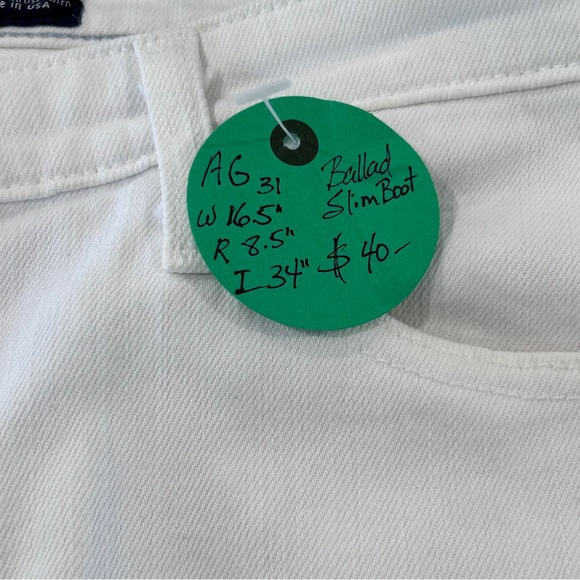 in USA
AG 31
W 16.5"
R 8.5"
I 34"
Ballad
Slim Boot
$40-